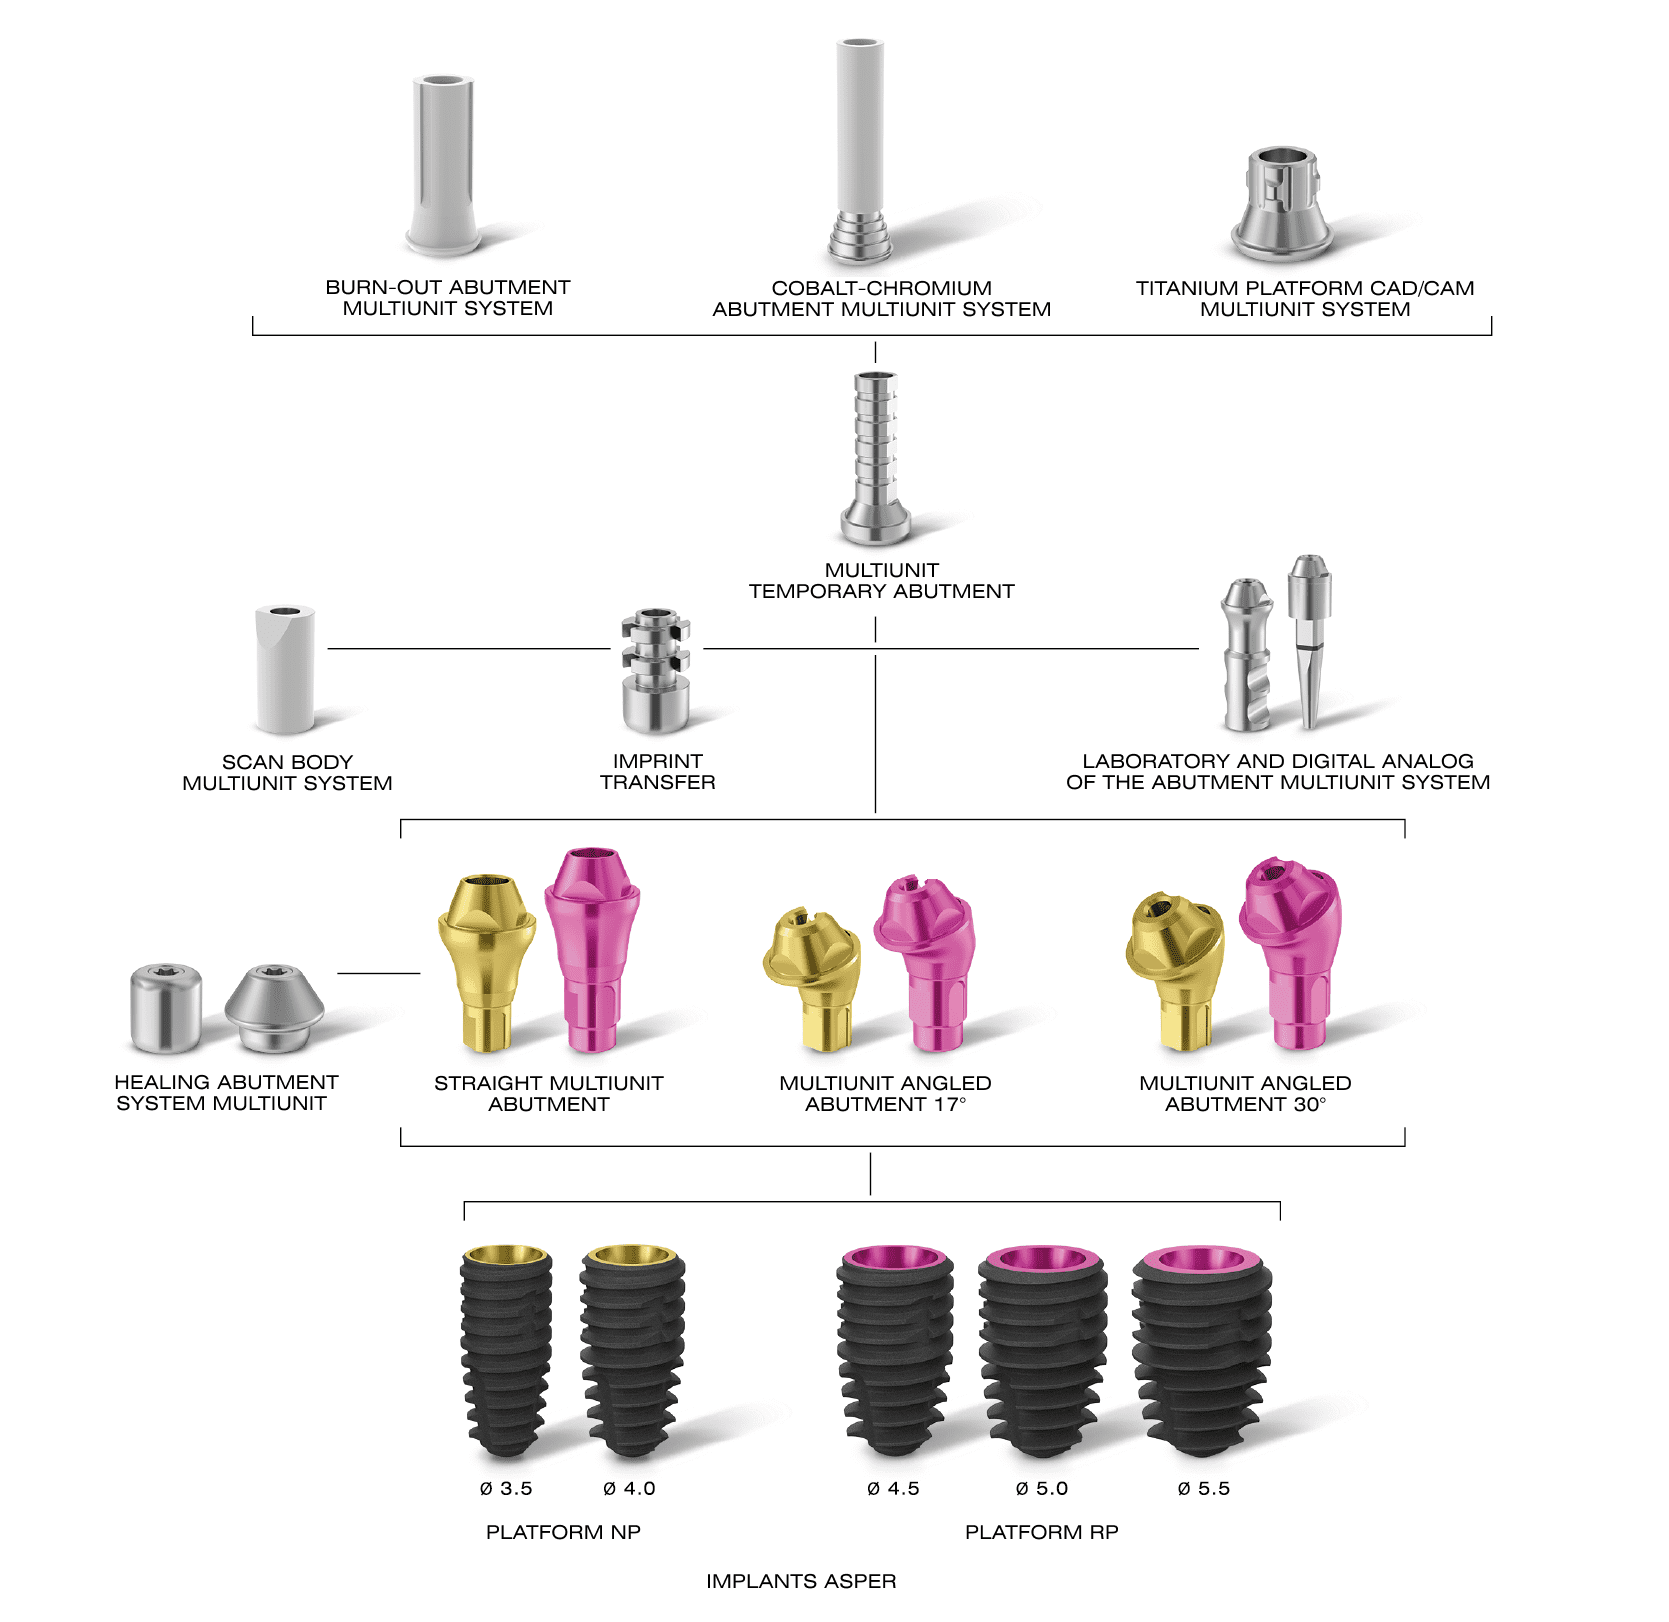 BURN-OUT ABUTMENT
MULTIUNIT SYSTEM
COBALT-CHROMIUM
ABUTMENT MULTIUNIT SYSTEM
TITANIUM PLATFORM CAD/CAM
MULTIUNIT SYSTEM
MULTIUNIT
TEMPORARY ABUTMENT
SCAN BODY
MULTIUNIT SYSTEM
IMPRINT
TRANSFER
LABORATORY AND DIGITAL ANALOG
OF THE ABUTMENT MULTIUNIT SYSTEM
HEALING ABUTMENT
SYSTEM MULTIUNIT
STRAIGHT MULTIUNIT
ABUTMENT
MULTIUNIT ANGLED
ABUTMENT 17°
MULTIUNIT ANGLED
ABUTMENT 30°
Ø 3.5
Ø 4.0
Ø 4.5
Ø 5.0
Ø 5.5
PLATFORM NP
PLATFORM RP
IMPLANTS ASPER